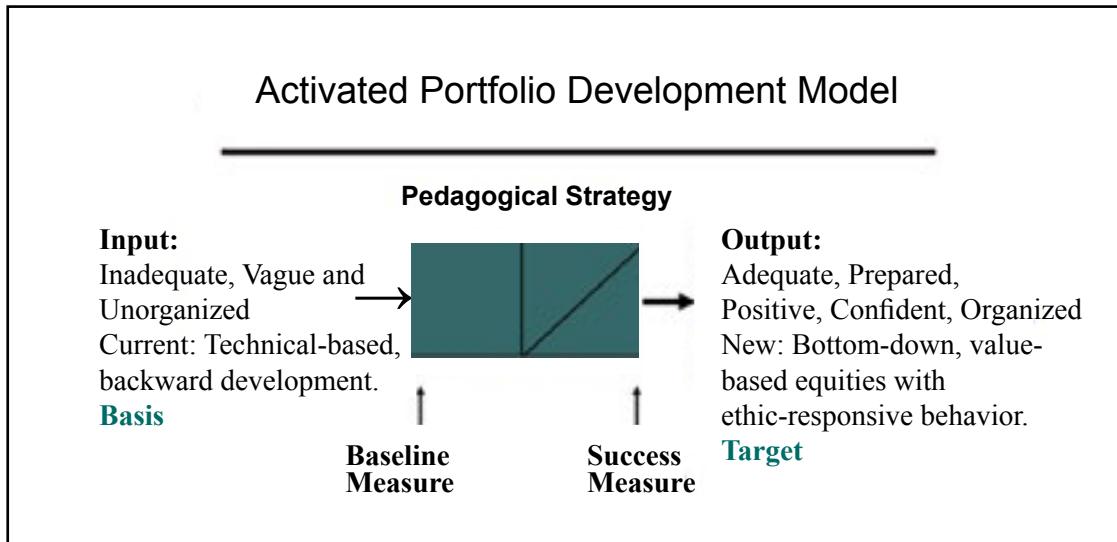 Activated Portfolio Development Model
Pedagogical Strategy
Input:
Inadequate, Vague and
Unorganized
Current: Technical-based,
backward development.
Basis
Output:
Adequate, Prepared,
Positive, Confident, Organized
New: Bottom-down, value-
based equities with
ethic-responsive behavior.
Target
Baseline
Measure
Success
Measure